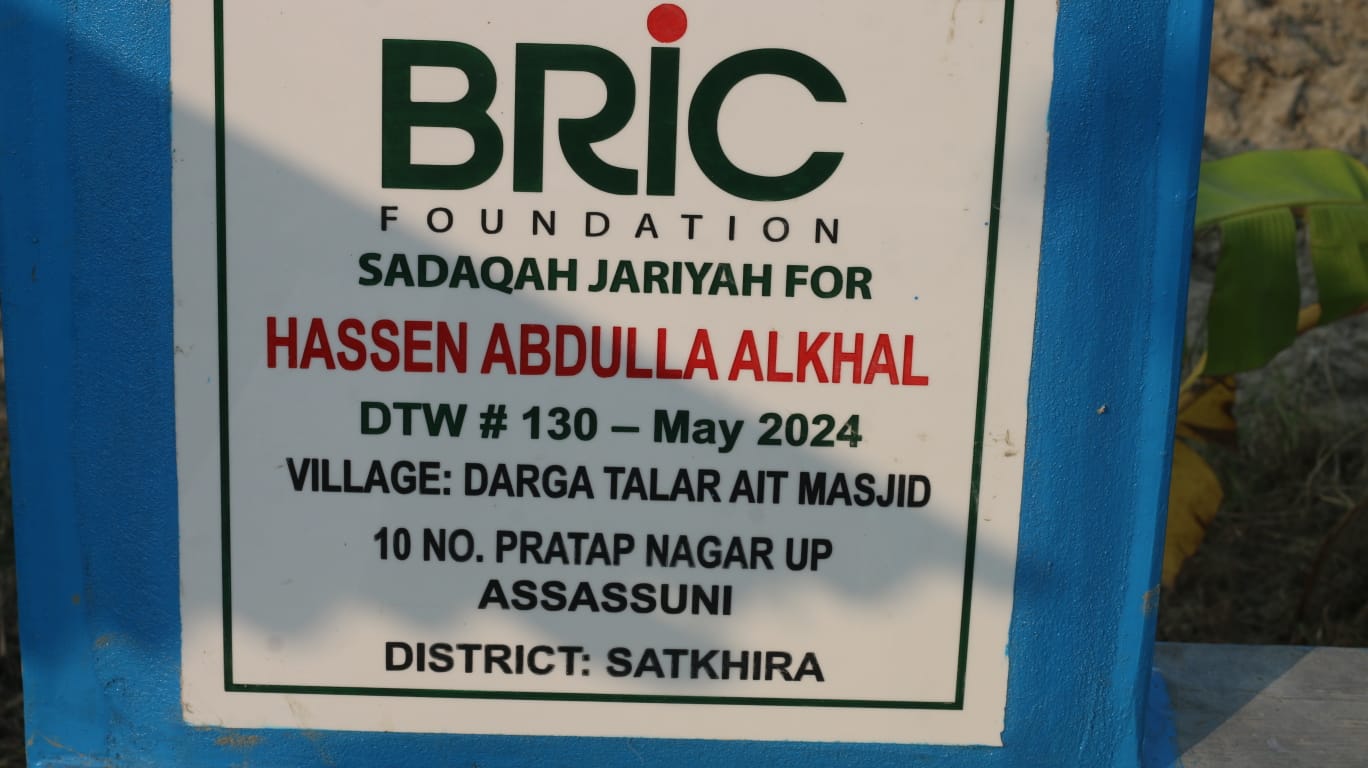 BRiC
FOUNDATION
SADAQAH JARIYAH FOR
HASSEN ABDULLA ALKHAL
DTW # 130 – May 2024
VILLAGE: DARGA TALAR AIT MASJID
10 NO. PRATAP NAGAR UP
ASSASSUNI
DISTRICT: SATKHIRA